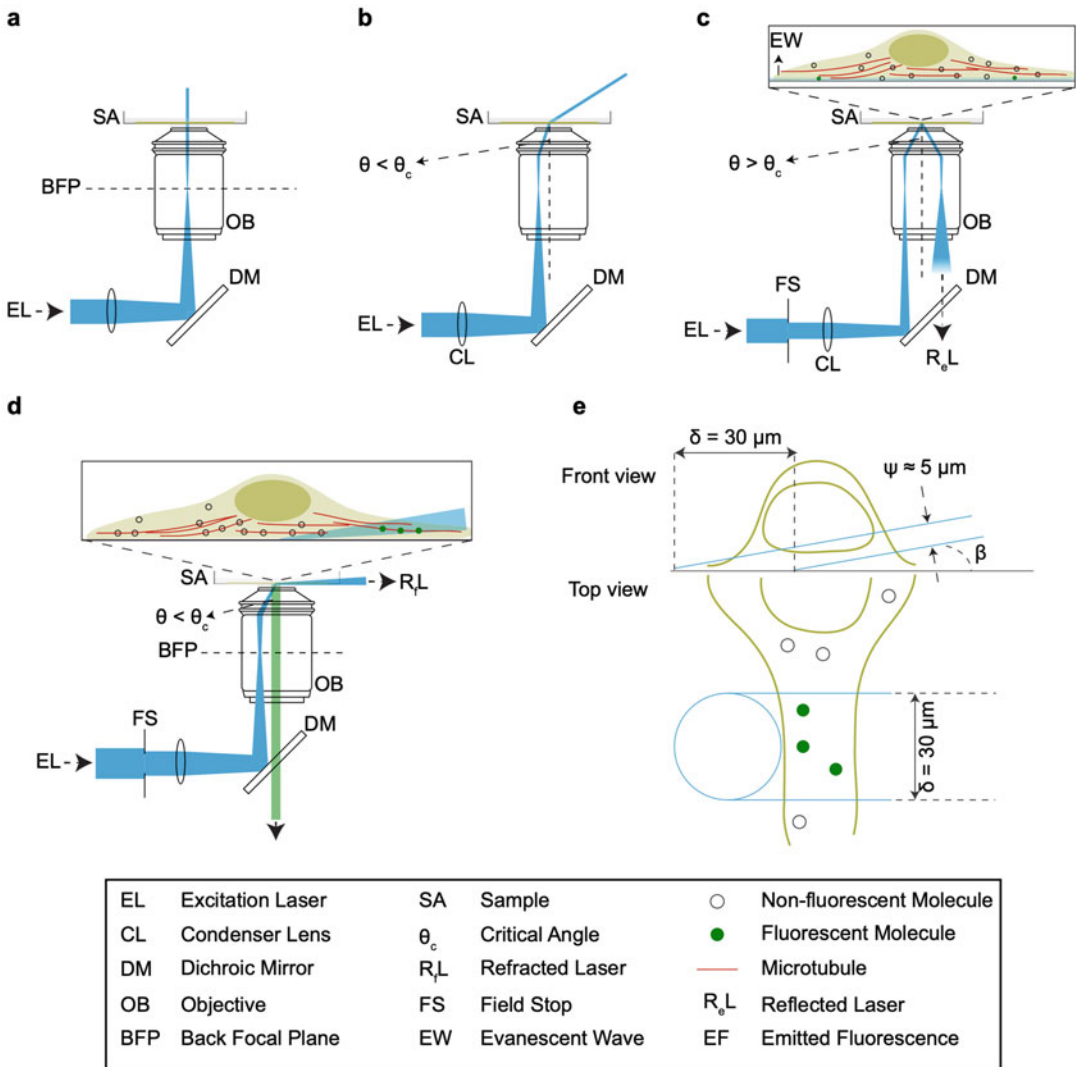 a
SA
BFP
OB
DM
EL
b
SA
θ < θc
DM
EL
CL
c
EW
SA
θ > θc
OB
DM
FS
EL
CL
ReL
d
SA
RfL
θ < θc
BFP
OB
FS
DM
EL
e
δ = 30 μm
Front view
ψ ≈ 5 μm
β
Top view
δ = 30 μm
EL Excitation Laser SA Sample Non-fluorescent Molecule
CL Condenser Lens θc Critical Angle Fluorescent Molecule
DM Dichroic Mirror RfL Refracted Laser Microtubule
OB Objective FS Field Stop ReL Reflected Laser
BFP Back Focal Plane EW Evanescent Wave EF Emitted Fluorescence